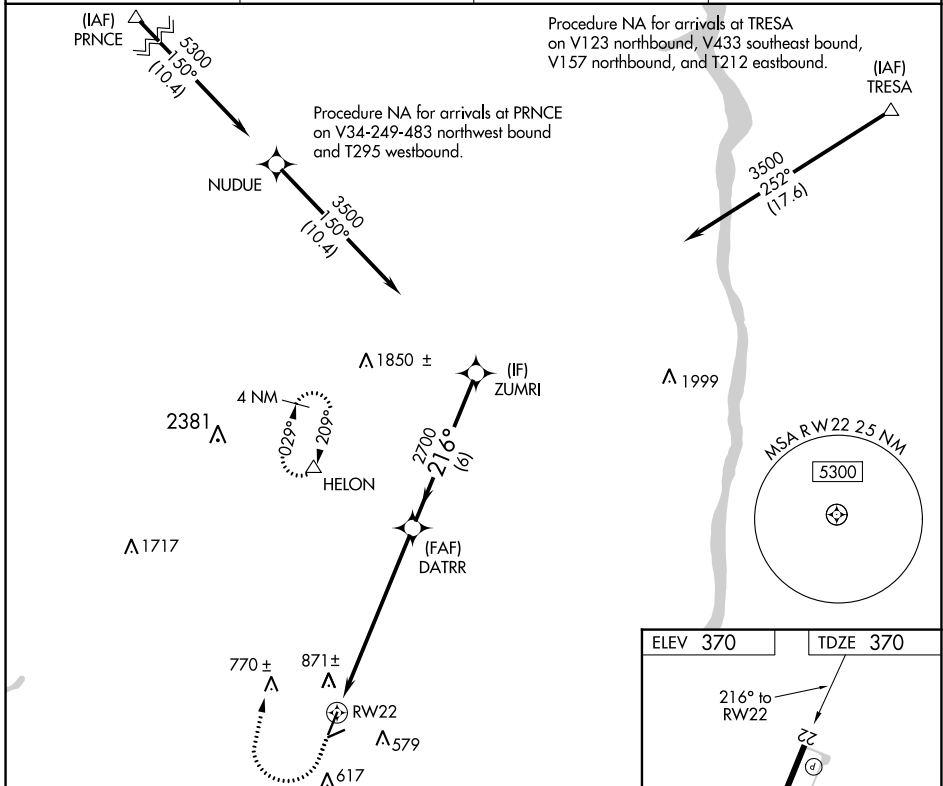 (IAF)
PRNCE
5300
150°
(10.4)
Procedure NA for arrivals at TRESA
on V123 northbound, V433 southeast bound,
V157 northbound, and T212 eastbound.
(IAF)
TRESA
Procedure NA for arrivals at PRNCE
on V34-249-483 northwest bound
and T295 westbound.
NUDUE
3500
150°
(10.4)
3500
252°
(17.6)
1850 ±
(IF)
ZUMRI
1999
4 NM
2381
029°
209°
HELON
2700
216°
(6)
MSA RW22 25 NM
5300
1717
(FAF)
DATRR
ELEV 370
TDZE 370
770 ±
871±
216° to
RW22
RW22
22
579
P
617